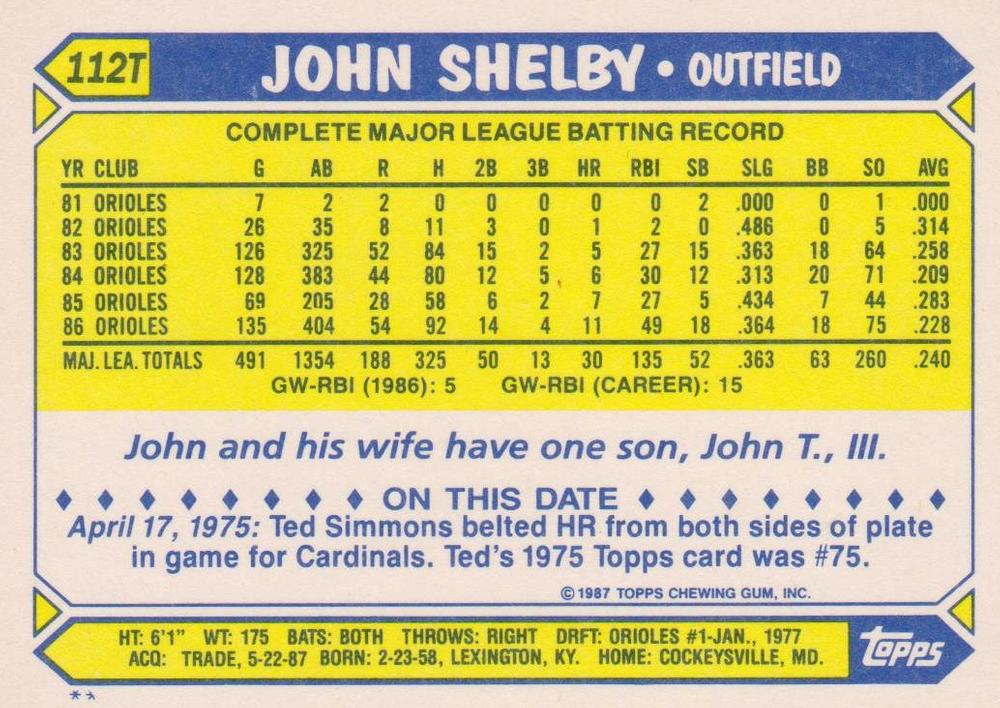 112T JOHN SHELBY • OUTFIELD
COMPLETE MAJOR LEAGUE BATTING RECORD
YR CLUB G AB R H 2B 3B HR RBI SB SLG BB SO AVG
81 ORIOLES 7 2 2 0 0 0 0 0 2 .000 0 1 .000
82 ORIOLES 26 35 8 11 3 0 1 2 0 .486 0 5 .314
83 ORIOLES 126 325 52 84 15 2 5 27 15 .363 18 64 .258
84 ORIOLES 128 383 44 80 12 5 6 30 12 .313 20 71 .209
85 ORIOLES 69 205 28 58 6 2 7 27 5 .434 7 44 .283
86 ORIOLES 135 404 54 92 14 4 11 49 18 .364 18 75 .228
MAJ. LEA. TOTALS 491 1354 188 325 50 13 30 135 52 .363 63 260 .240
GW-RBI (1986): 5 GW-RBI (CAREER): 15
John and his wife have one son, John T., III.
♦ ♦ ♦ ♦ ♦ ♦ ♦ ♦ ON THIS DATE ♦ ♦ ♦ ♦ ♦ ♦ ♦ ♦
April 17, 1975: Ted Simmons belted HR from both sides of plate
in game for Cardinals. Ted's 1975 Topps card was #75.
© 1987 TOPPS CHEWING GUM, INC.
HT: 6'1" WT: 175 BATS: BOTH THROWS: RIGHT DRFT: ORIOLES #1-JAN., 1977
ACQ: TRADE, 5-22-87 BORN: 2-23-58, LEXINGTON, KY. HOME: COCKEYSVILLE, MD.
topps
**